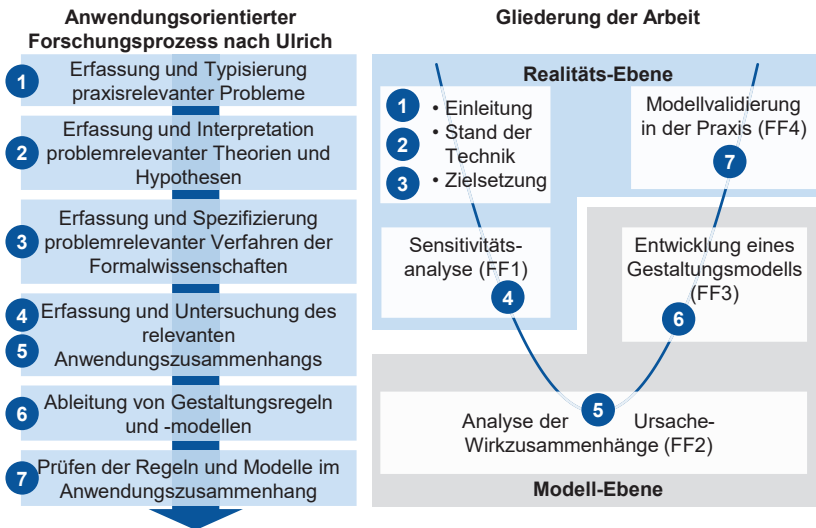 Anwendungsorientierter
Forschungsprozess nach Ulrich
1
Erfassung und Typisierung
praxisrelevanter Probleme
2
Erfassung und Interpretation
problemrelevanter Theorien und
Hypothesen
3
Erfassung und Spezifizierung
problemrelevanter Verfahren der
Formalwissenschaften
4
5
Erfassung und Untersuchung des
relevanten
Anwendungszusammenhangs
6
Ableitung von Gestaltungsregeln
und -modellen
7
Prüfen der Regeln und Modelle im
Anwendungszusammenhang
Gliederung der Arbeit
Realitäts-Ebene
1
• Einleitung
2
• Stand der
Technik
3
• Zielsetzung
Modellvalidierung
in der Praxis (FF4)
7
Sensitivitäts-
analyse (FF1)
4
Entwicklung eines
Gestaltungsmodells
(FF3)
6
5
Analyse der Ursache-
Wirkzusammenhänge (FF2)
Modell-Ebene